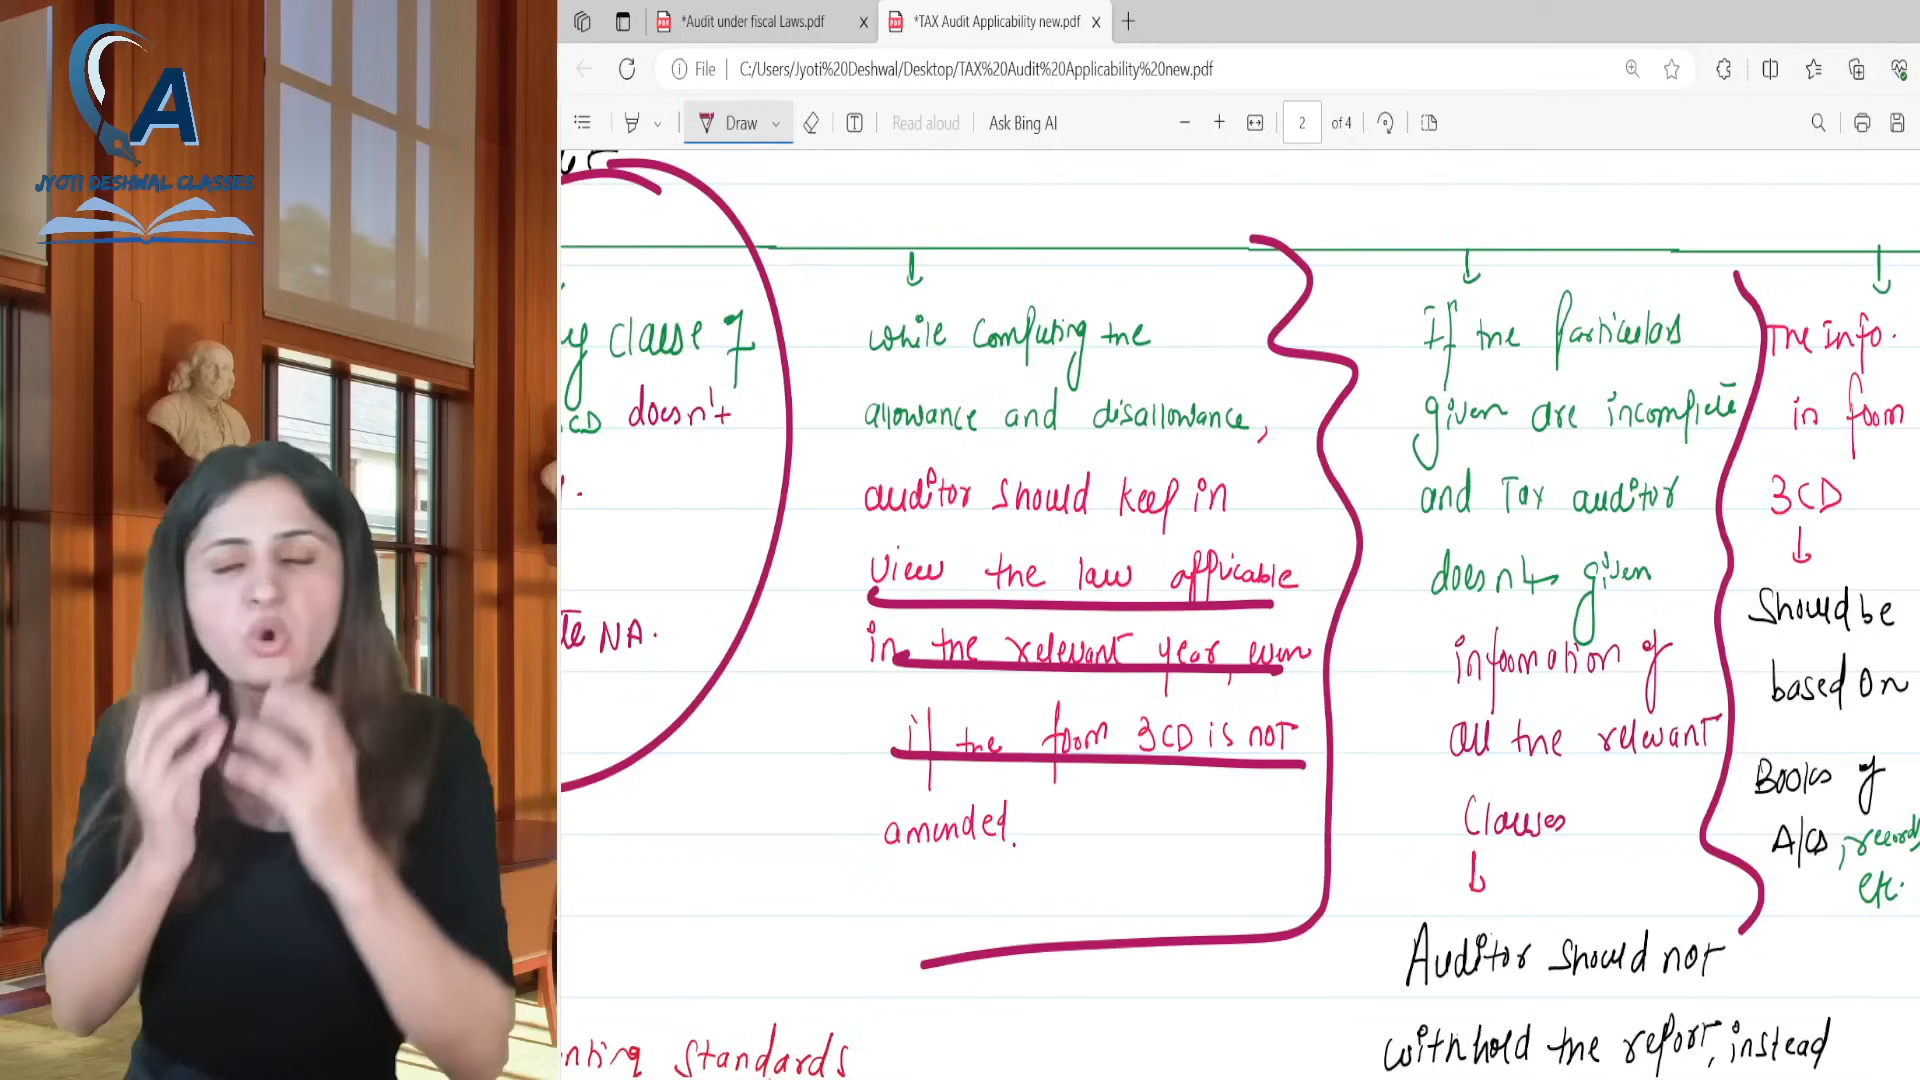 *Audit under fiscal Laws.pdf
*TAX Audit Applicability new.pdf
File
C:/Users/Jyoti%20Deshwal/Desktop/TAX%20Audit%20Applicability%20new.pdf
Draw
Read aloud
Ask Bing AI
2
of 4
CA
JYOTI DESHWAL CLASSES
y clause of
CD doesn't
te NA.
while computing the
allowance and disallowance,
auditor should keep in
view the law applicable
in the relevant year, even
if the form 3CD is not
amended.
If the particulars
given are incomplete
and Tax auditor
doesn't given
information of
all the relevant
Clauses
Auditor should not
withhold the report, instead
The Info.
in form
3CD
Should be
based on
Books of
A/Cs, records
etc.
nting standards